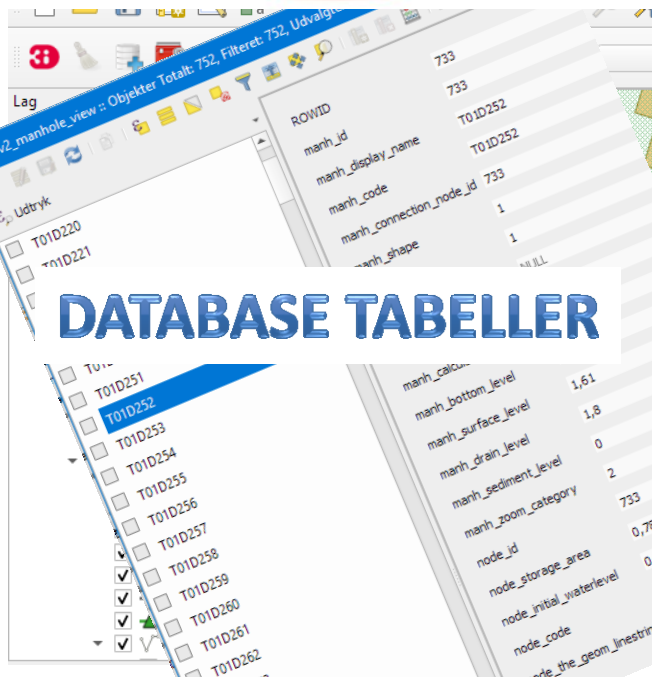 Lag
v2_manhole_view :: Objekter Totalt: 752, Filteret: 752, Udvalgte
Udtryk
T01D220
T01D221
DATABASE TABELLER
T01D251
T01D252
T01D253
T01D254
T01D255
T01D256
T01D257
T01D258
T01D259
T01D260
T01D261
T01D262
ROWID 733
manh_id 733
manh_display_name T01D252
manh_code T01D252
manh_connection_node_id 733
manh_shape 1
1
NULL
manh_bottom_level
manh_surface_level 1,61
manh_drain_level 1,8
manh_sediment_level 0
manh_zoom_category 2
node_id 733
node_storage_area
node_initial_waterlevel
node_code